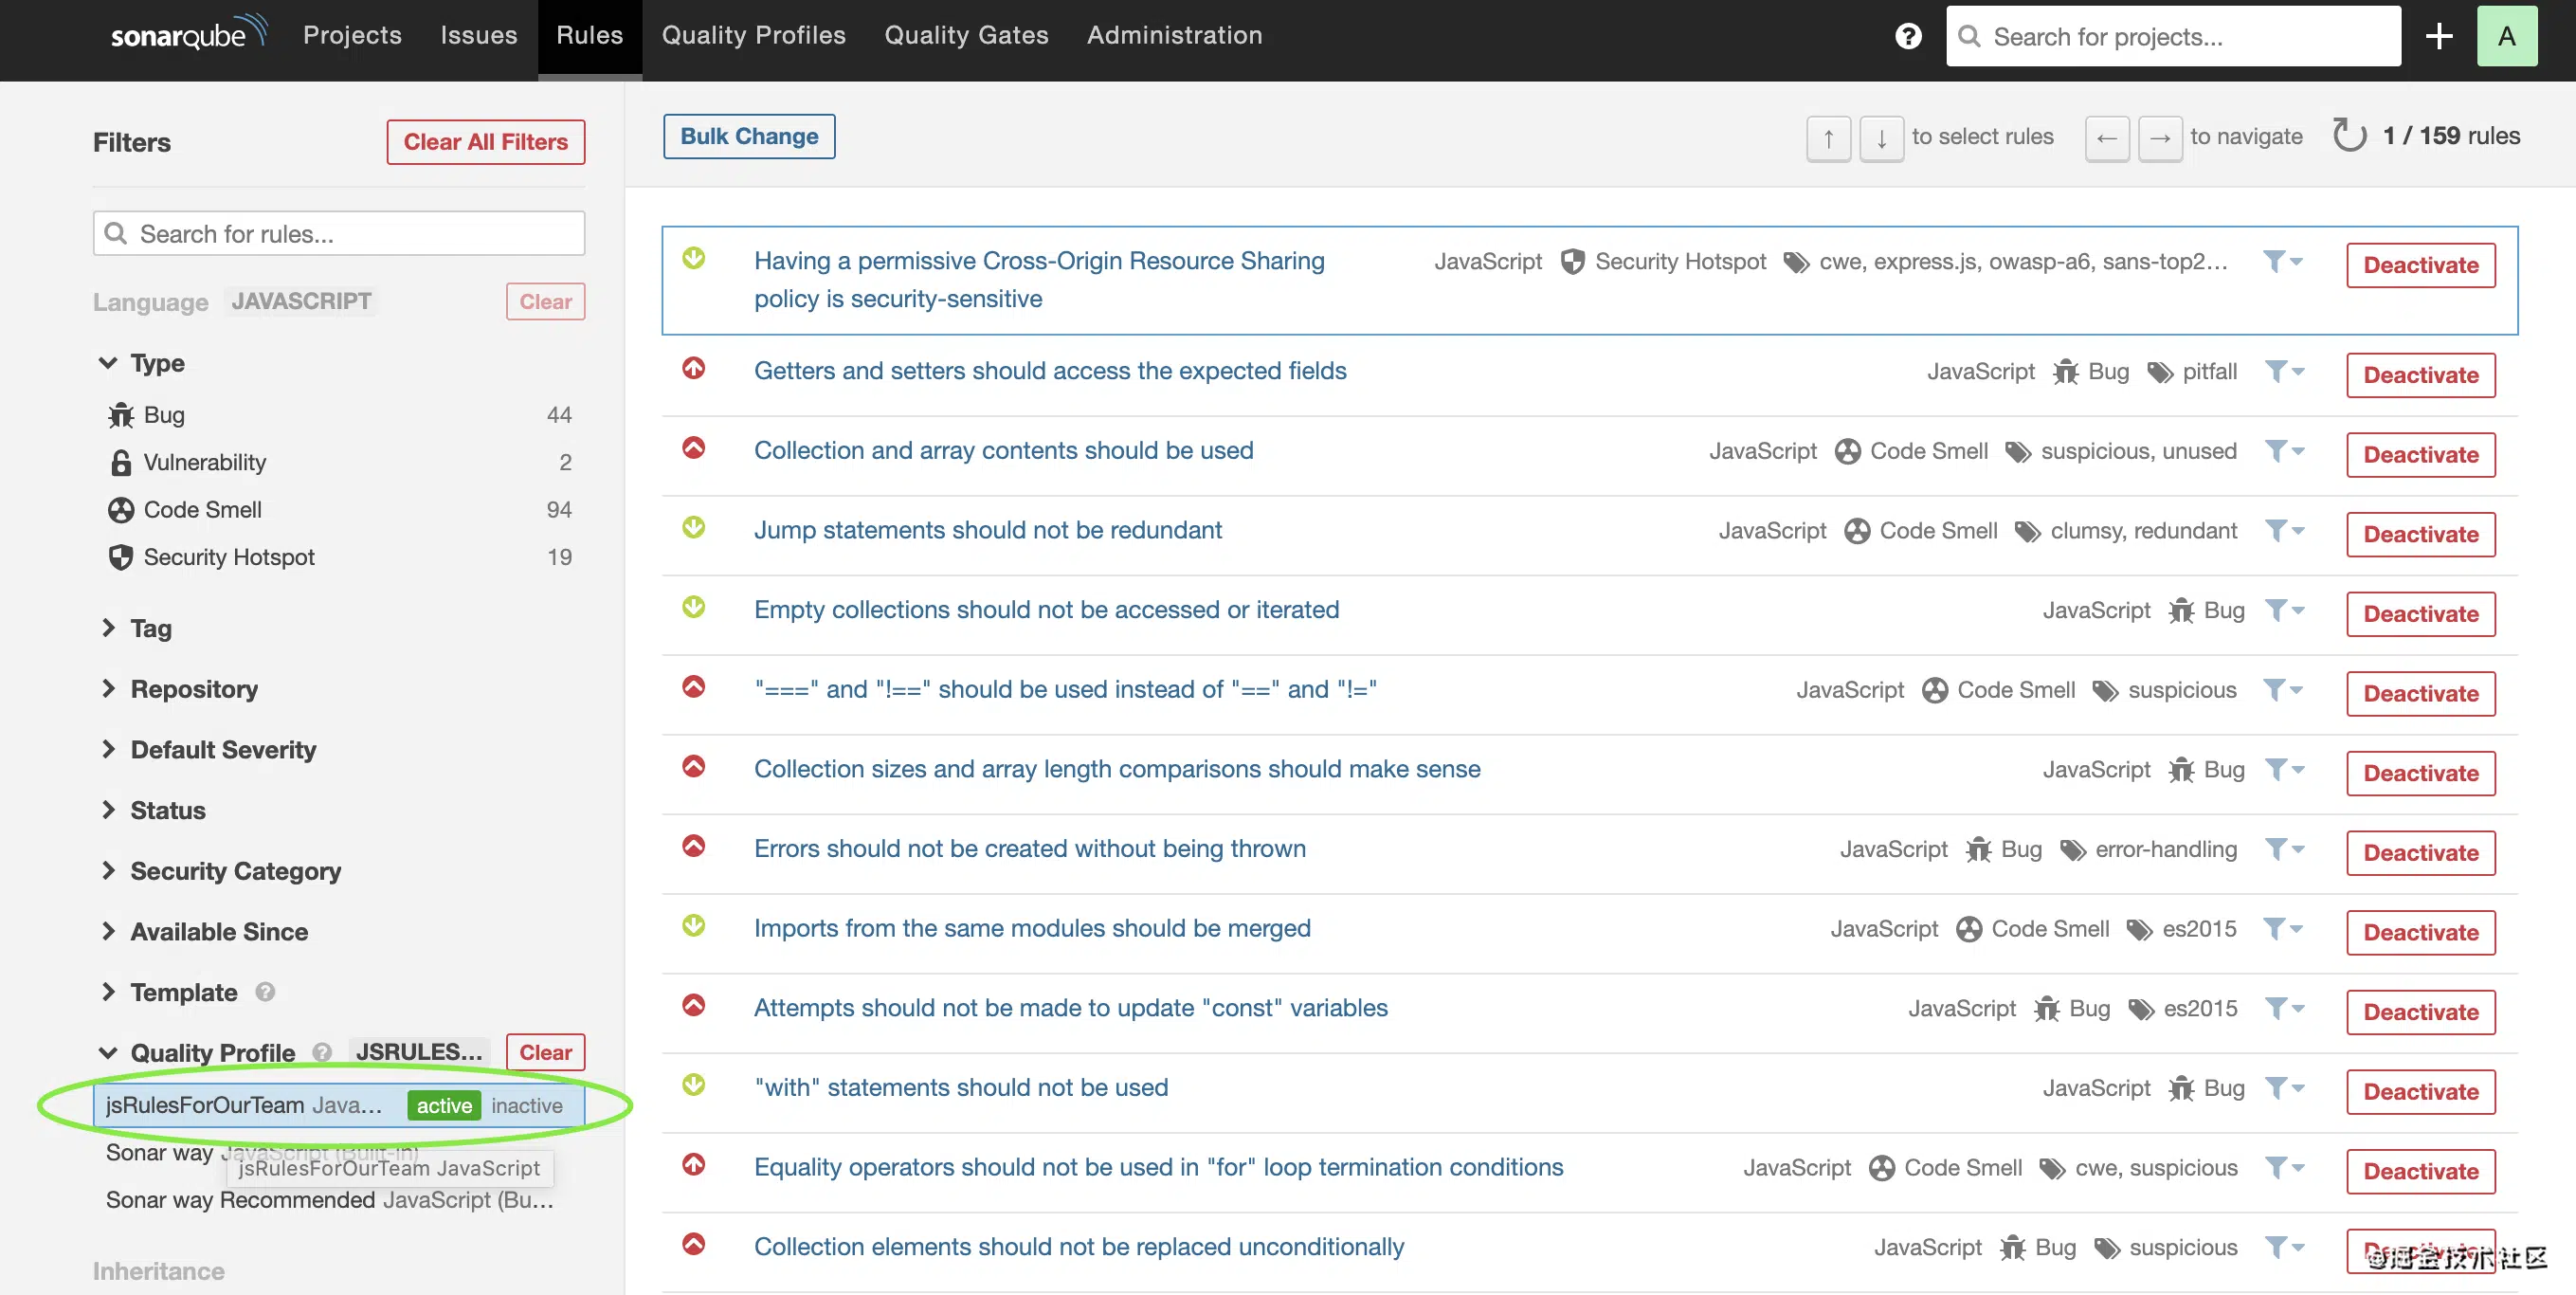 sonarqube Projects Issues Rules Quality Profiles Quality Gates Administration ? Search for projects... + A
Filters Clear All Filters
Search for rules...
Language JAVASCRIPT Clear
Type
Bug 44
Vulnerability 2
Code Smell 94
Security Hotspot 19
Tag
Repository
Default Severity
Status
Security Category
Available Since
Template ?
Quality Profile ? JSRULES... Clear
jsRulesForOurTeam Java... active inactive
Sonar way JavaScript (Built-in)
jsRulesForOurTeam JavaScript
Sonar way Recommended JavaScript (Bu...
Inheritance
Bulk Change ↑ ↓ to select rules ← → to navigate 1 / 159 rules
Having a permissive Cross-Origin Resource Sharing
policy is security-sensitive
JavaScript Security Hotspot cwe, express.js, owasp-a6, sans-top2... Deactivate
Getters and setters should access the expected fields JavaScript Bug pitfall Deactivate
Collection and array contents should be used JavaScript Code Smell suspicious, unused Deactivate
Jump statements should not be redundant JavaScript Code Smell clumsy, redundant Deactivate
Empty collections should not be accessed or iterated JavaScript Bug Deactivate
"===" and "!==" should be used instead of "==" and "!=" JavaScript Code Smell suspicious Deactivate
Collection sizes and array length comparisons should make sense JavaScript Bug Deactivate
Errors should not be created without being thrown JavaScript Bug error-handling Deactivate
Imports from the same modules should be merged JavaScript Code Smell es2015 Deactivate
Attempts should not be made to update "const" variables JavaScript Bug es2015 Deactivate
"with" statements should not be used JavaScript Bug Deactivate
Equality operators should not be used in "for" loop termination conditions JavaScript Code Smell cwe, suspicious Deactivate
Collection elements should not be replaced unconditionally JavaScript Bug suspicious Deactivate
@掘金技术社区